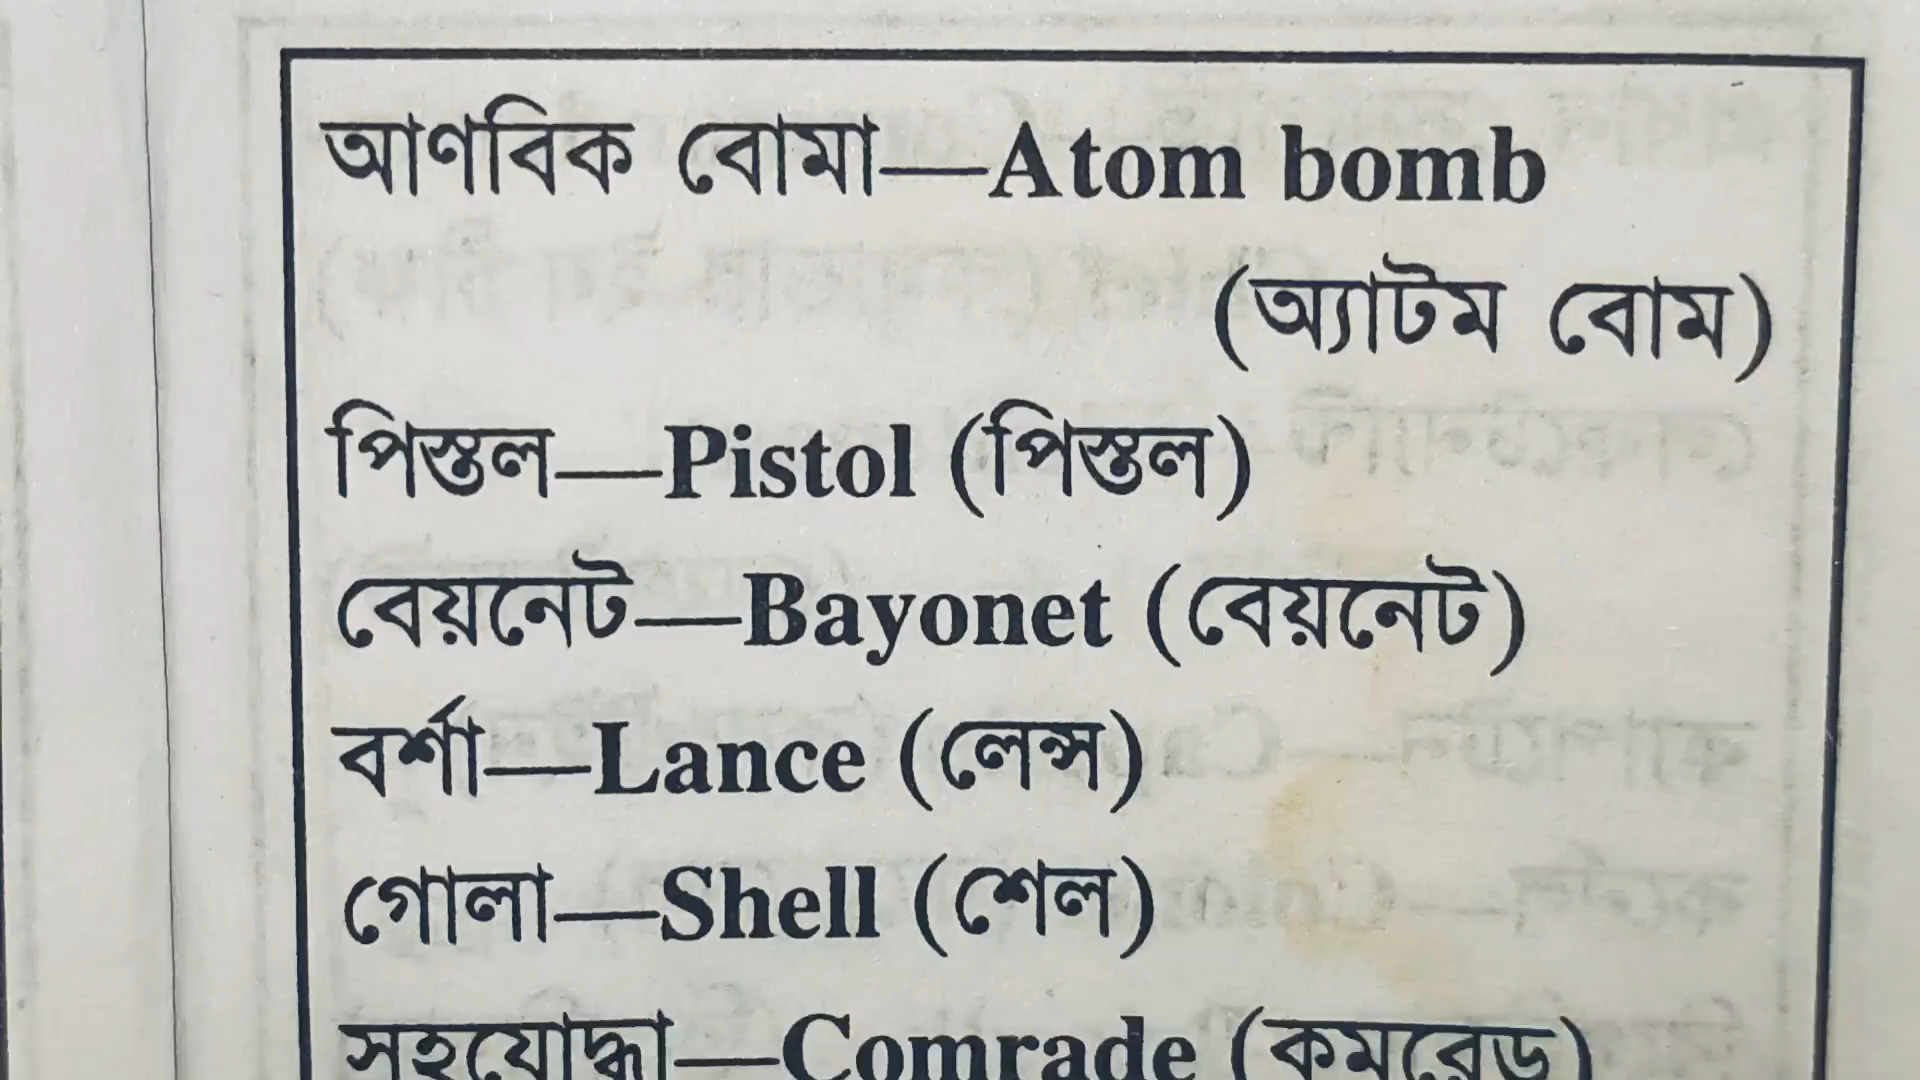 আণবিক বোমা—Atom bomb
(অ্যাটম বোম)
পিস্তল—Pistol (পিস্তল)
বেয়নেট—Bayonet (বেয়নেট)
বর্শা—Lance (লেন্স)
গোলা—Shell (শেল)
সহযোদ্ধা—Comrade (কমরেড)